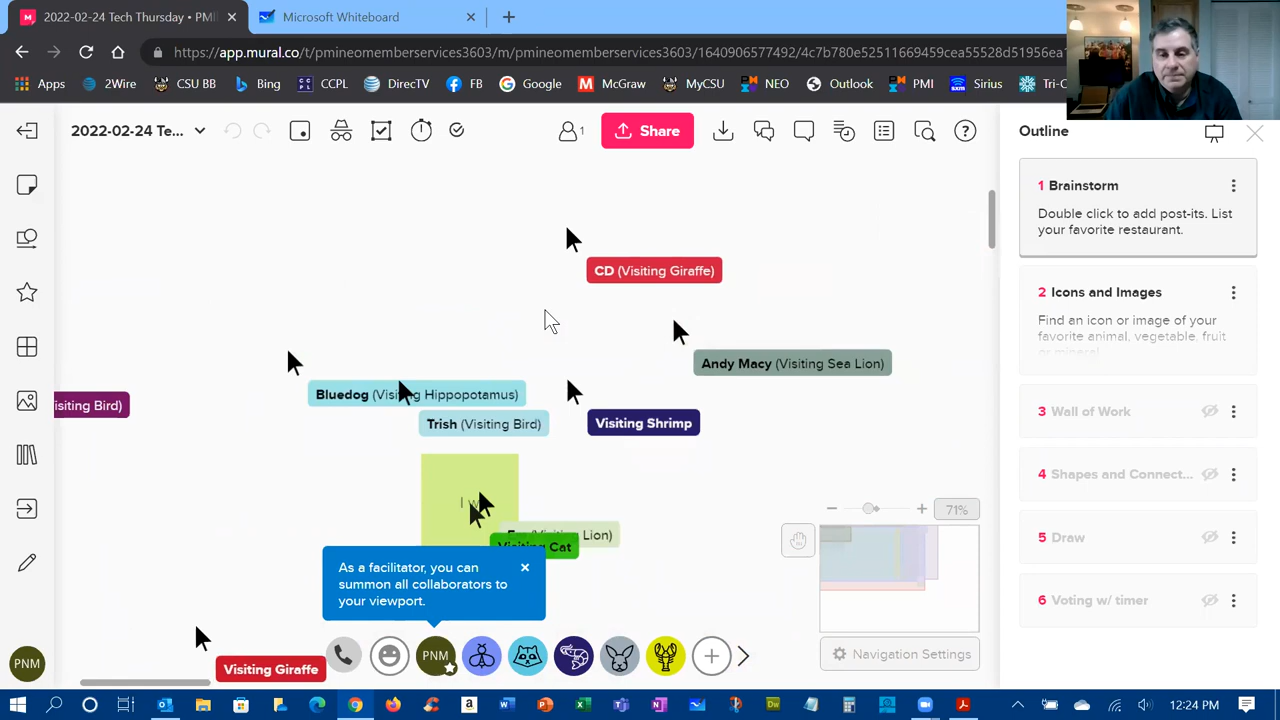 2022-02-24 Tech Thursday • PMI
Microsoft Whiteboard
https://app.mural.co/t/pmineomemberservices3603/m/pmineomemberservices3603/1640906577492/4c7b780e52511669459cea55528d51956ea
Apps
2Wire
CSU BB
Bing
CCPL
DirecTV
FB
Google
McGraw
MyCSU
NEO
Outlook
PMI
Sirius
Tri-C
2022-02-24 Te...
1
Share
Outline
1 Brainstorm
Double click to add post-its. List
your favorite restaurant.
2 Icons and Images
Find an icon or image of your
favorite animal, vegetable, fruit
or mineral
3 Wall of Work
4 Shapes and Connect...
5 Draw
6 Voting w/ timer
CD (Visiting Giraffe)
Andy Macy (Visiting Sea Lion)
Bluedog (Visiting Hippopotamus)
isiting Bird)
Trish (Visiting Bird)
Visiting Shrimp
Lion)
Visiting Cat
71%
As a facilitator, you can
summon all collaborators to
your viewport.
Visiting Giraffe
PNM
PNM
Navigation Settings
12:24 PM